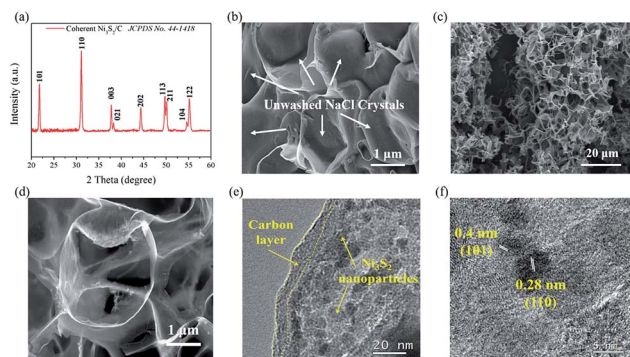 (a)
Coherent Ni3S2/C JCPDS No. 44-1418
Intensity (a.u.)
101
110
003
021
202
113
211
104
122
20 25 30 35 40 45 50 55 60
2 Theta (degree)
(b)
Unwashed NaCl Crystals
1 μm
(c)
20 μm
(d)
1 μm
(e)
Carbon
layer
Ni3S2
nanoparticles
20 nm
(f)
0.4 nm
(101)
0.28 nm
(110)
5 nm